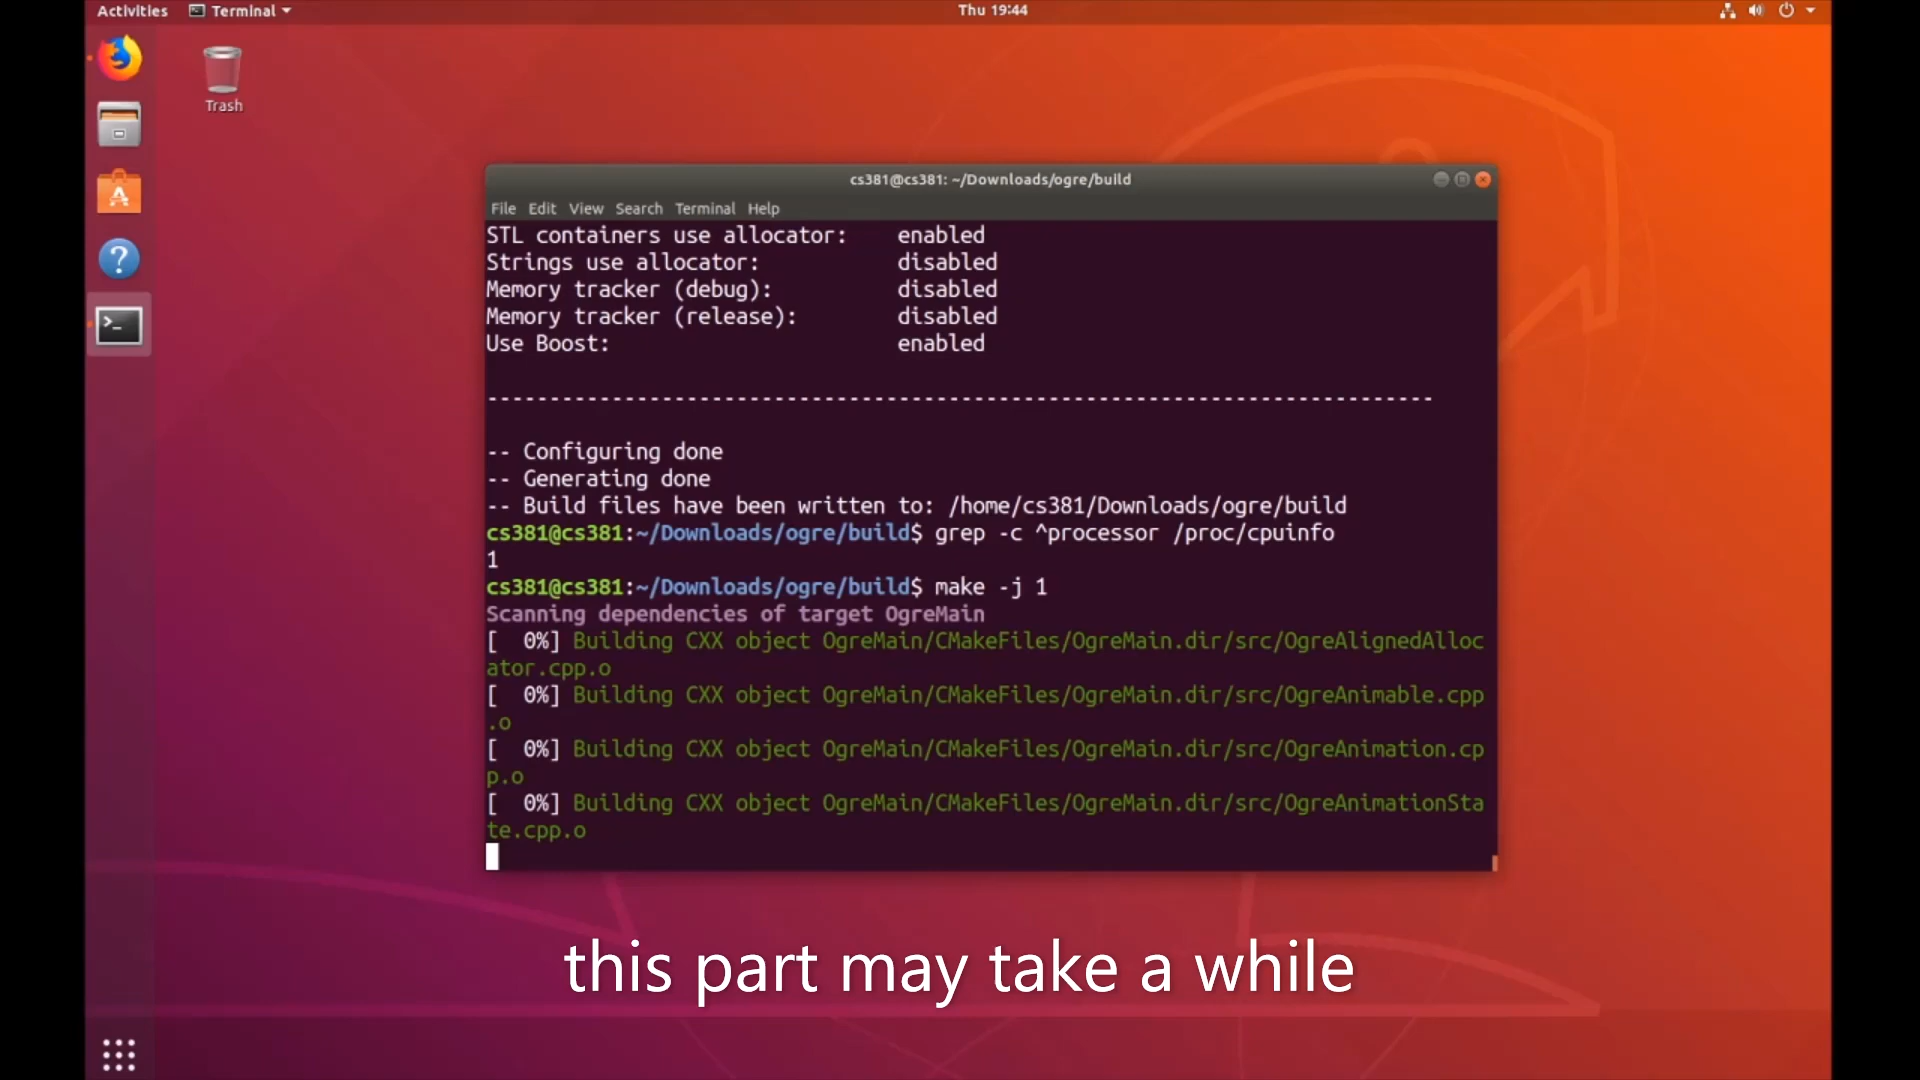 Activities Terminal Thu 19:44
Trash
cs381@cs381: ~/Downloads/ogre/build
File Edit View Search Terminal Help
STL containers use allocator: enabled
Strings use allocator: disabled
Memory tracker (debug): disabled
Memory tracker (release): disabled
Use Boost: enabled
----------------------------------------------------------------------------
-- Configuring done
-- Generating done
-- Build files have been written to: /home/cs381/Downloads/ogre/build
cs381@cs381:~/Downloads/ogre/build$ grep -c ^processor /proc/cpuinfo
1
cs381@cs381:~/Downloads/ogre/build$ make -j 1
Scanning dependencies of target OgreMain
[  0%] Building CXX object OgreMain/CMakeFiles/OgreMain.dir/src/OgreAlignedAlloc
ator.cpp.o
[  0%] Building CXX object OgreMain/CMakeFiles/OgreMain.dir/src/OgreAnimable.cpp
.o
[  0%] Building CXX object OgreMain/CMakeFiles/OgreMain.dir/src/OgreAnimation.cp
p.o
[  0%] Building CXX object OgreMain/CMakeFiles/OgreMain.dir/src/OgreAnimationSta
te.cpp.o
this part may take a while